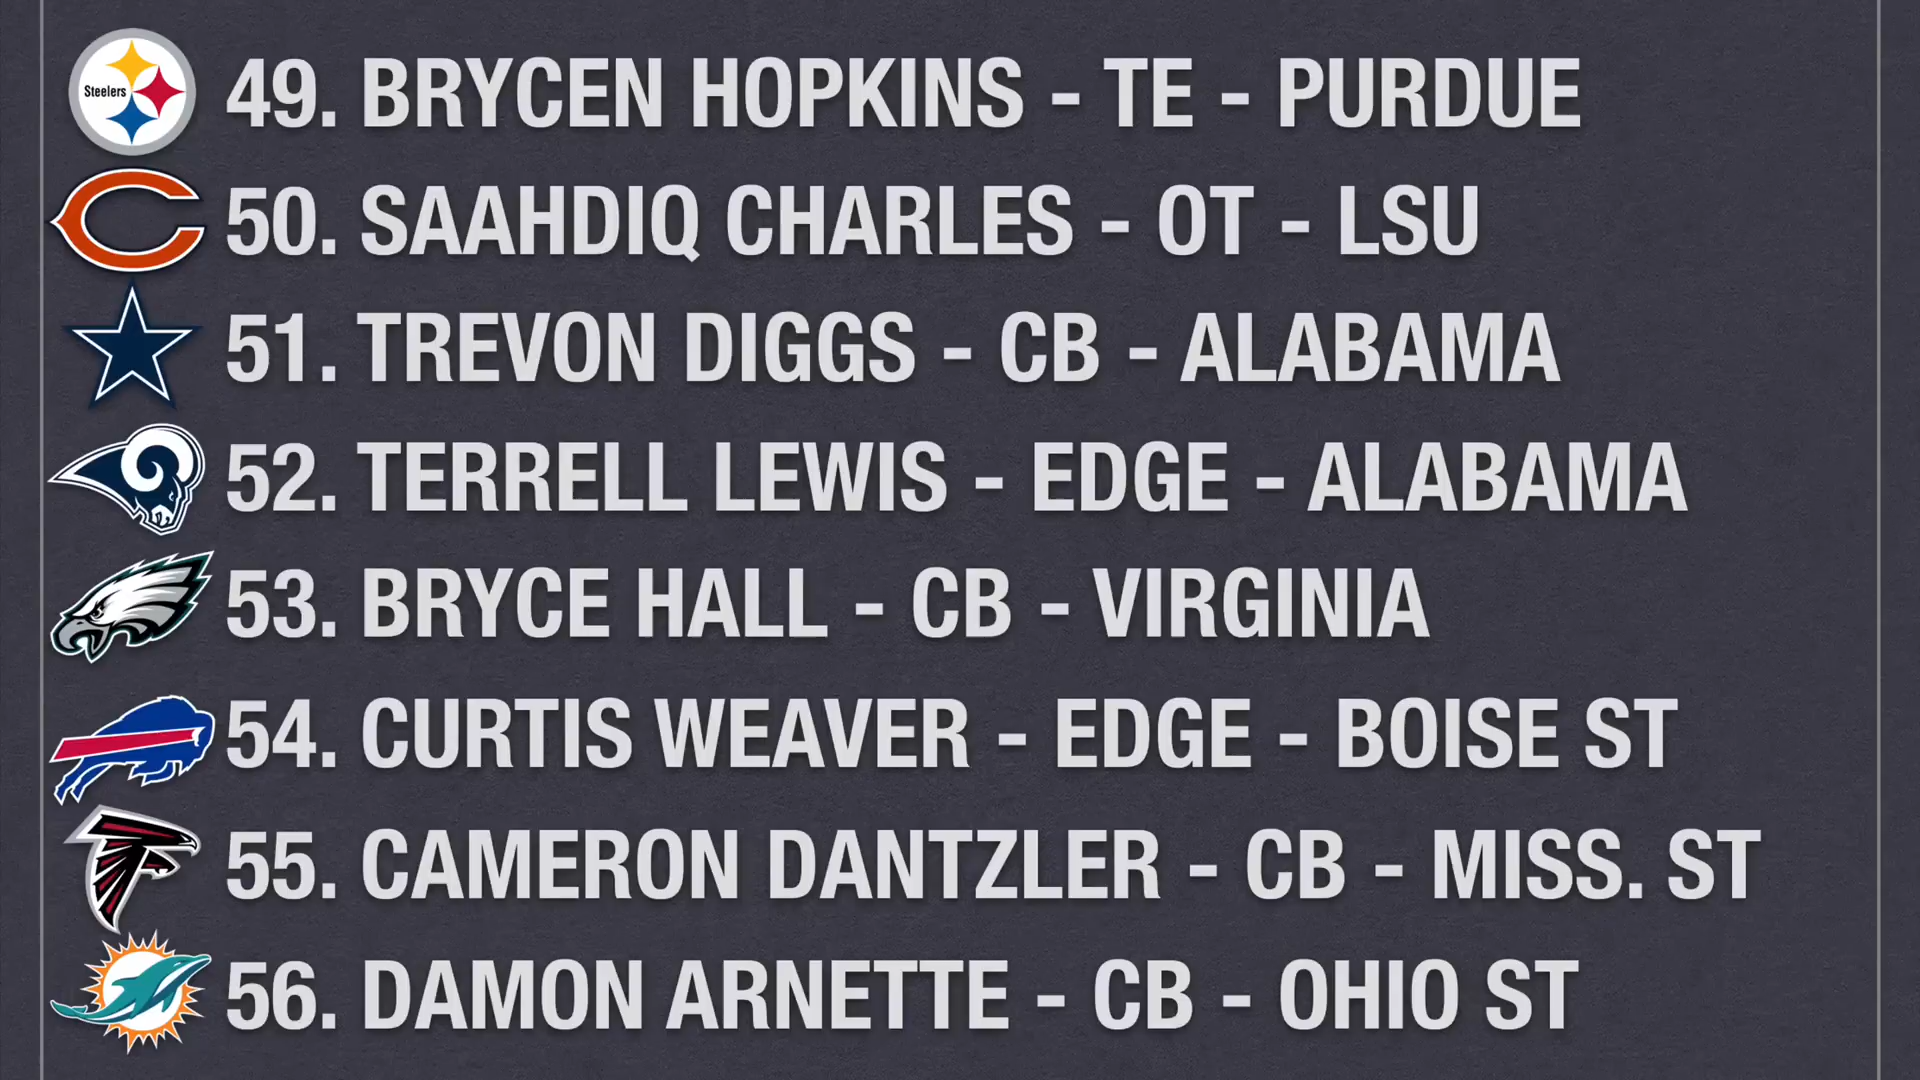 Steelers
49. BRYCEN HOPKINS - TE - PURDUE
50. SAAHDIQ CHARLES - OT - LSU
51. TREVON DIGGS - CB - ALABAMA
52. TERRELL LEWIS - EDGE - ALABAMA
53. BRYCE HALL - CB - VIRGINIA
54. CURTIS WEAVER - EDGE - BOISE ST
55. CAMERON DANTZLER - CB - MISS. ST
56. DAMON ARNETTE - CB - OHIO ST